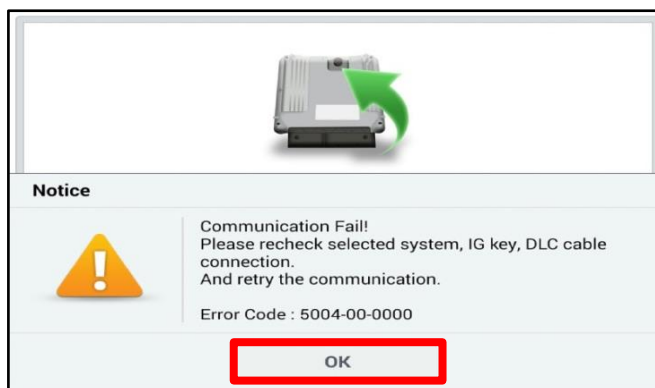 Notice
Communication Fail!
Please recheck selected system, IG key, DLC cable
connection.
And retry the communication.
Error Code : 5004-00-0000
OK